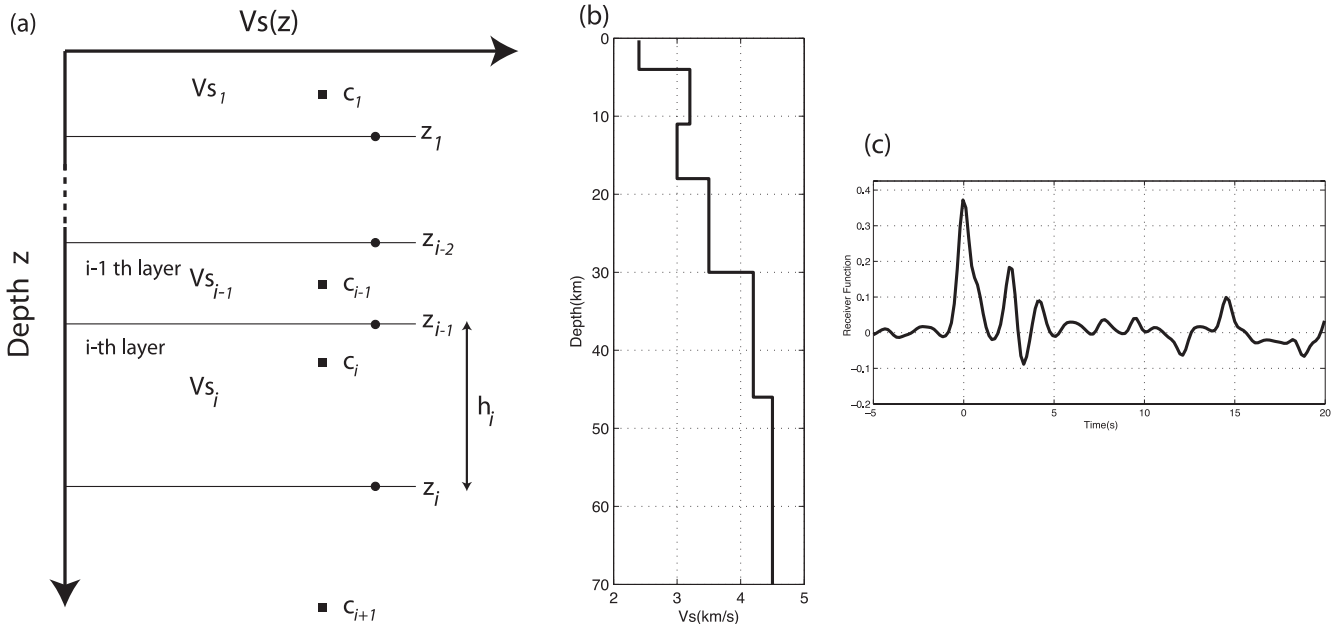 (a)
Vs(z)
Vs1
c1
z1
zi-2
i-1 th layer
Vsi-1
ci-1
zi-1
i-th layer
ci
Vsi
hi
zi
ci+1
Depth z
(b)
0
10
20
30
40
50
60
70
Depth(km)
2 3 4 5
Vs(km/s)
(c)
0.4
0.3
0.2
0.1
0
-0.1
-0.2
Receiver Function
-5 0 5 10 15 20
Time(s)